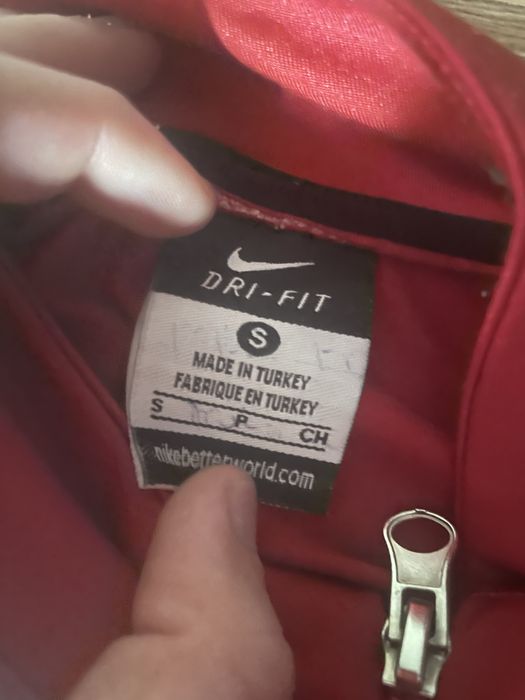 DRI-FIT
S
MADE IN TURKEY
FABRIQUE EN TURKEY
S P CH
nikebetterworld.com